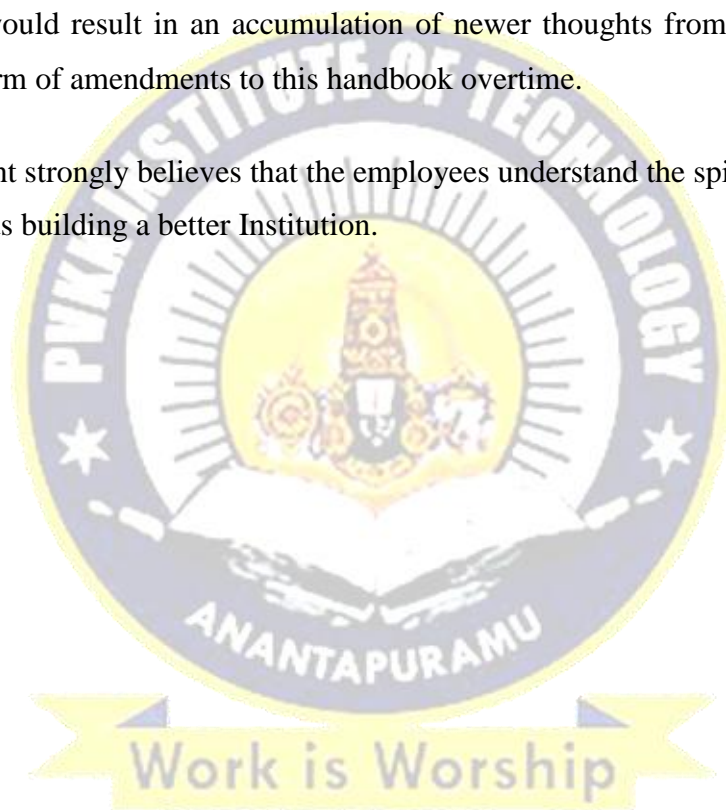 would result in an accumulation of newer thoughts from
rm of amendments to this handbook overtime.
nt strongly believes that the employees understand the spi
s building a better Institution.
PVKK INSTITUTE OF TECHNOLOGY
ANANTAPURAMU
Work is Worship